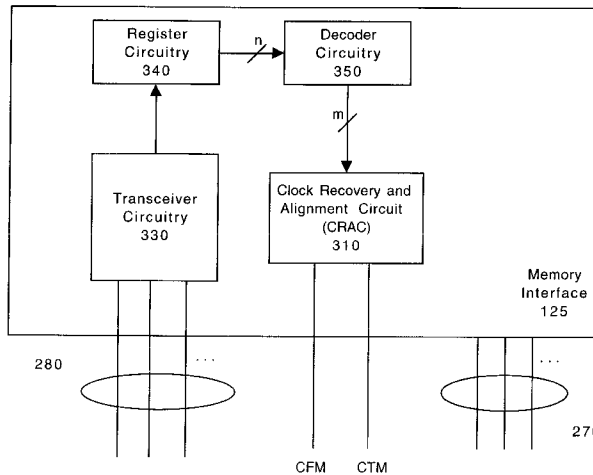 Register
Circuitry
340
n
Decoder
Circuitry
350
m
Transceiver
Circuitry
330
Clock Recovery and
Alignment Circuit
(CRAC)
310
Memory
Interface
125
280
...
...
270
CFM
CTM